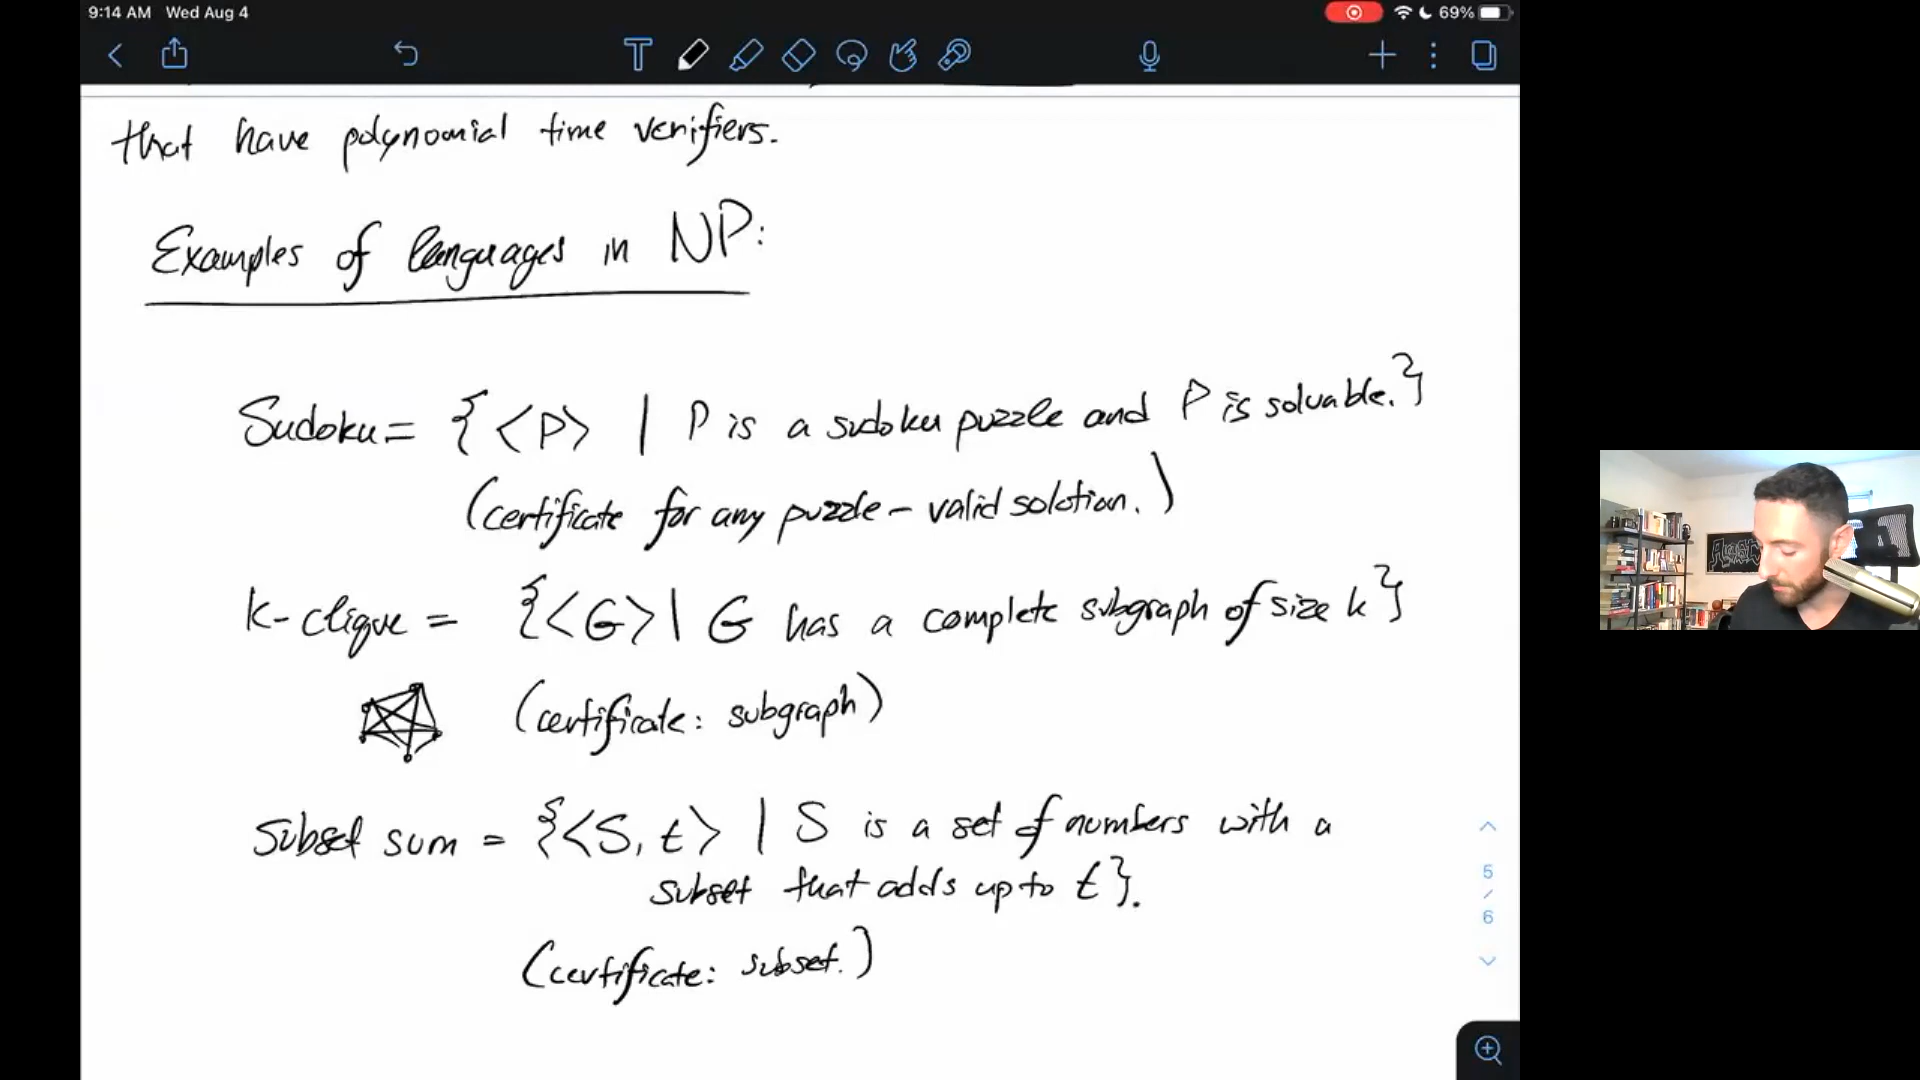 9:14 AM Wed Aug 4
69%
that have polynomial time verifiers.
Examples of languages in NP:
Sudoku = {<P> | P is a sudoku puzzle and P is solvable.}
(certificate for any puzzle - valid solution.)
K-clique = {<G> | G has a complete subgraph of size k}
(certificate: subgraph)
Subset sum = {<S, t> | S is a set of numbers with a
subset that adds up to t}.
(certificate: subset.)
5
/
6